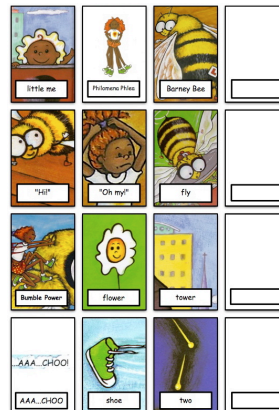 little me
Philomena Phlea
Barney Bee
"Hi!"
"Oh my!"
fly
Bumble Power
flower
tower
AAA...CHOO!
AAA...CHOO
shoe
two